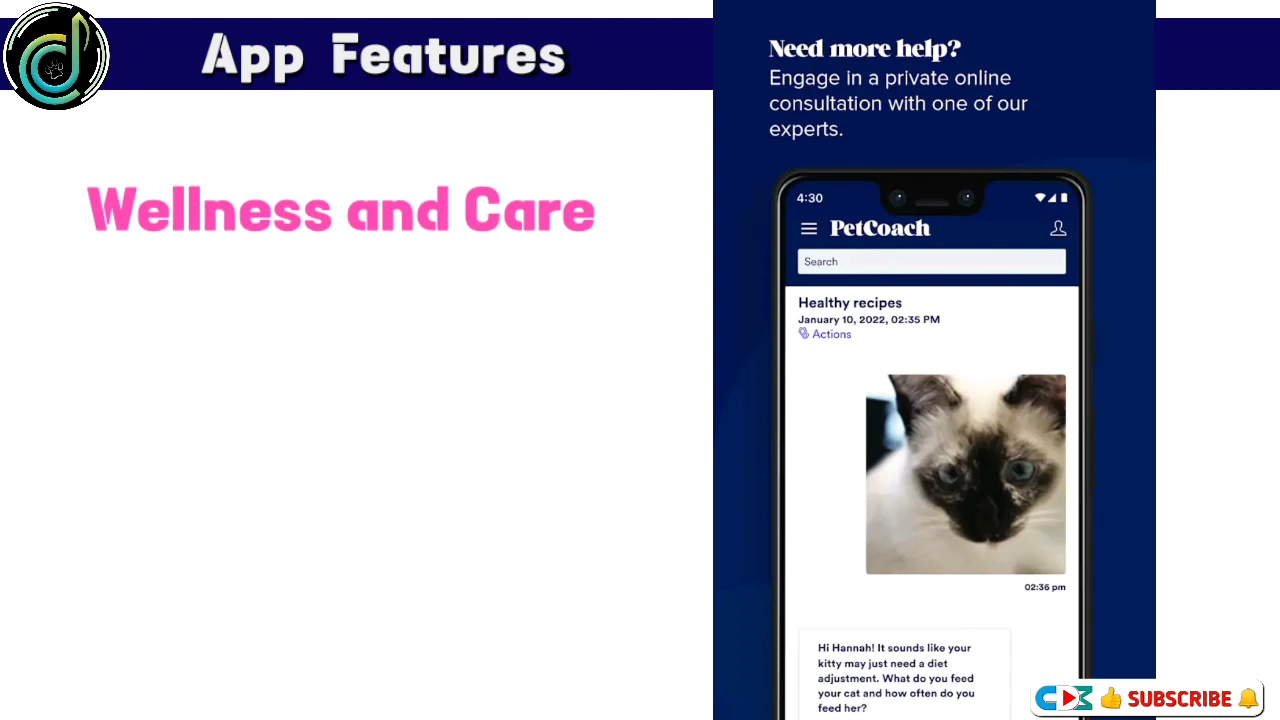 App Features
Wellness and Care
Need more help?
Engage in a private online
consultation with one of our
experts.
4:30
PetCoach
Search
Healthy recipes
January 10, 2022, 02:35 PM
Actions
02:36 pm
Hi Hannah! It sounds like your
kitty may just need a diet
adjustment. What do you feed
your cat and how often do you
feed her?
SUBSCRIBE